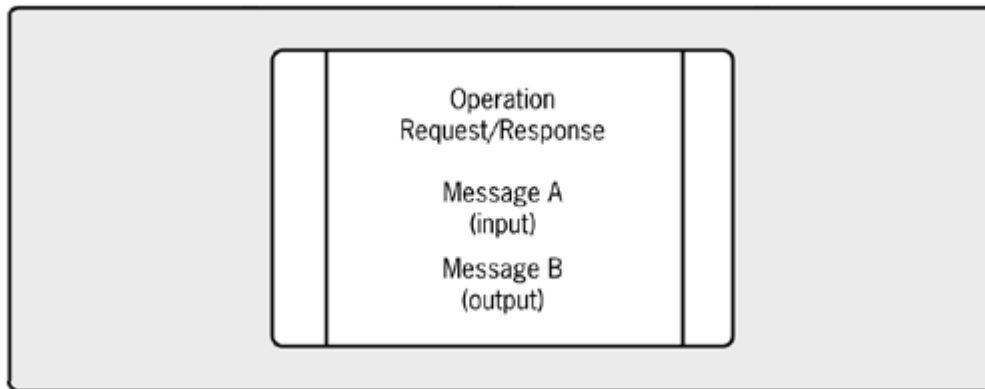 Operation
Request/Response
Message A
(input)
Message B
(output)